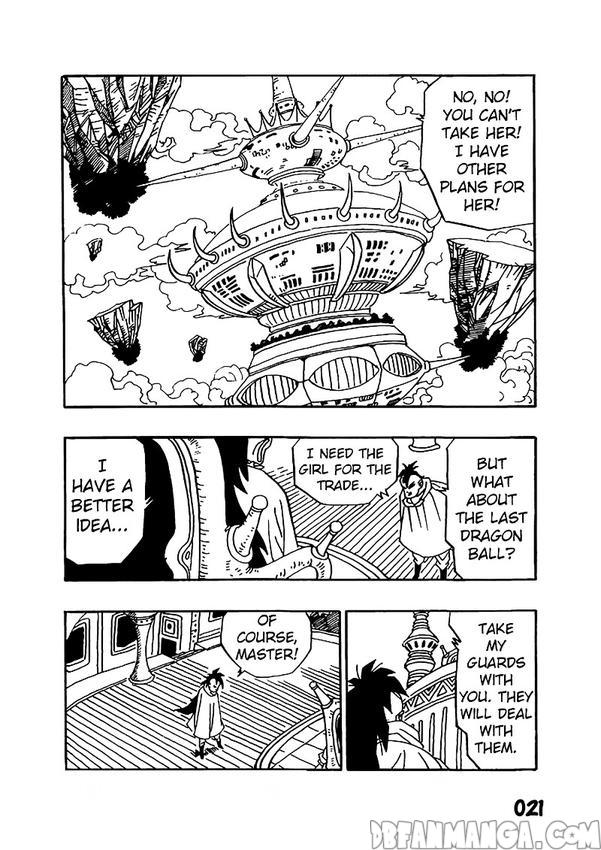 NO, NO!
YOU CAN'T
TAKE HER!
I HAVE
OTHER
PLANS FOR
HER!
BUT
WHAT
ABOUT
THE LAST
DRAGON
BALL?
I NEED THE
GIRL FOR THE
TRADE...
I
HAVE A
BETTER
IDEA...
TAKE
MY
GUARDS
WITH
YOU. THEY
WILL DEAL
WITH
THEM.
OF
COURSE,
MASTER!
021
DBFANMANGA.COM